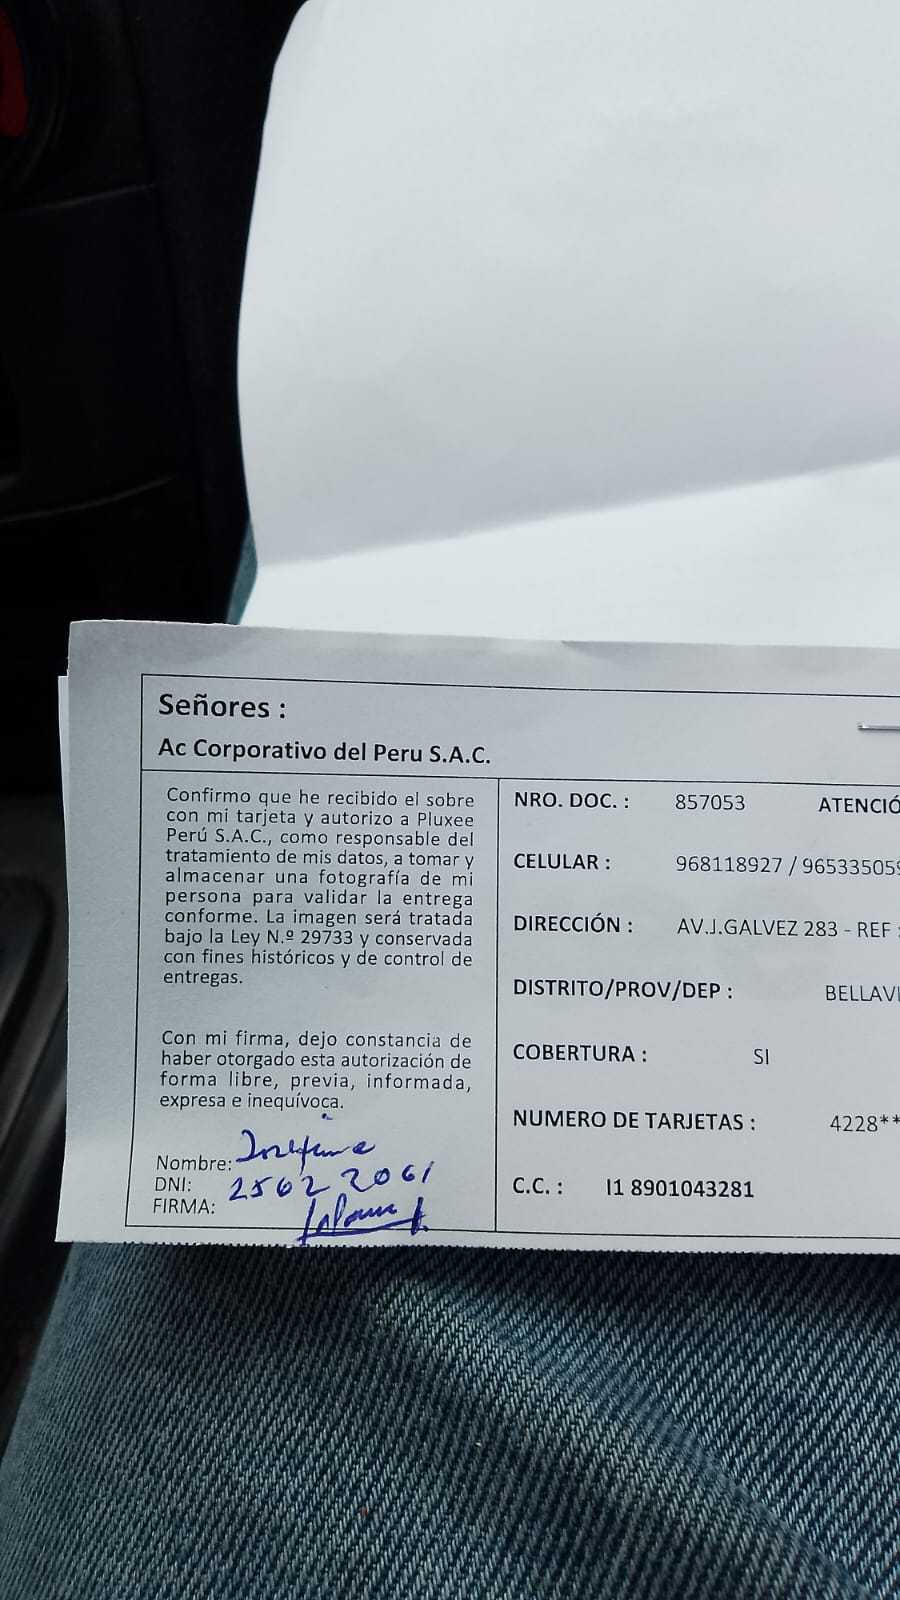 Señores :
Ac Corporativo del Peru S.A.C.
Confirmo que he recibido el sobre
con mi tarjeta y autorizo a Pluxee
Perú S.A.C., como responsable del
tratamiento de mis datos, a tomar y
almacenar una fotografía de mi
persona para validar la entrega
conforme. La imagen será tratada
bajo la Ley N.º 29733 y conservada
con fines históricos y de control de
entregas.
Con mi firma, dejo constancia de
haber otorgado esta autorización de
forma libre, previa, informada,
expresa e inequívoca.
Nombre: Josefina
DNI: 25622061
FIRMA:
NRO. DOC. : 857053 ATENCIÓ
CELULAR : 968118927 / 96533505
DIRECCIÓN : AV.J.GALVEZ 283 - REF :
DISTRITO/PROV/DEP : BELLAVI
COBERTURA : SI
NUMERO DE TARJETAS : 4228**
C.C. : I1 8901043281